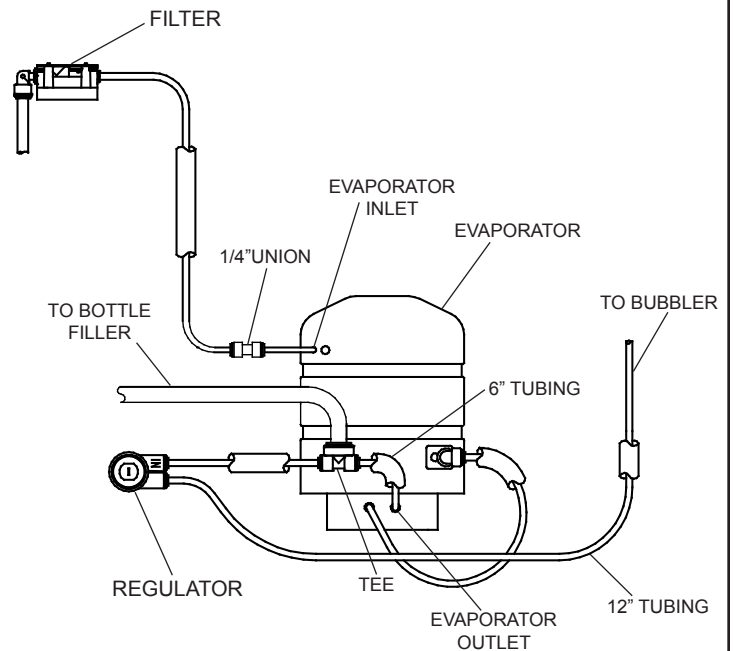 FILTER
EVAPORATOR
INLET
EVAPORATOR
1/4”UNION
TO BOTTLE
FILLER
TO BUBBLER
6” TUBING
IN
REGULATOR
TEE
EVAPORATOR
OUTLET
12” TUBING